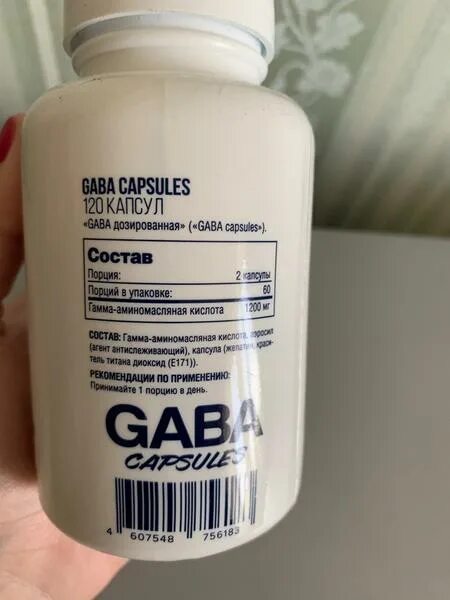 GABA CAPSULES
120 КАПСУЛ
«GABA дозированная» («GABA capsules»).
Состав
Порция: 2 капсулы
Порций в упаковке: 60
Гамма-аминомасляная кислота 1200 мг
СОСТАВ: Гамма-аминомасляная кислота, аэросил
(агент антислеживающий), капсула (желатин, краси-
тель титана диоксид (E171)).
РЕКОМЕНДАЦИИ ПО ПРИМЕНЕНИЮ:
Принимайте 1 порцию в день.
GABA
CAPSULES
4 607548 756183